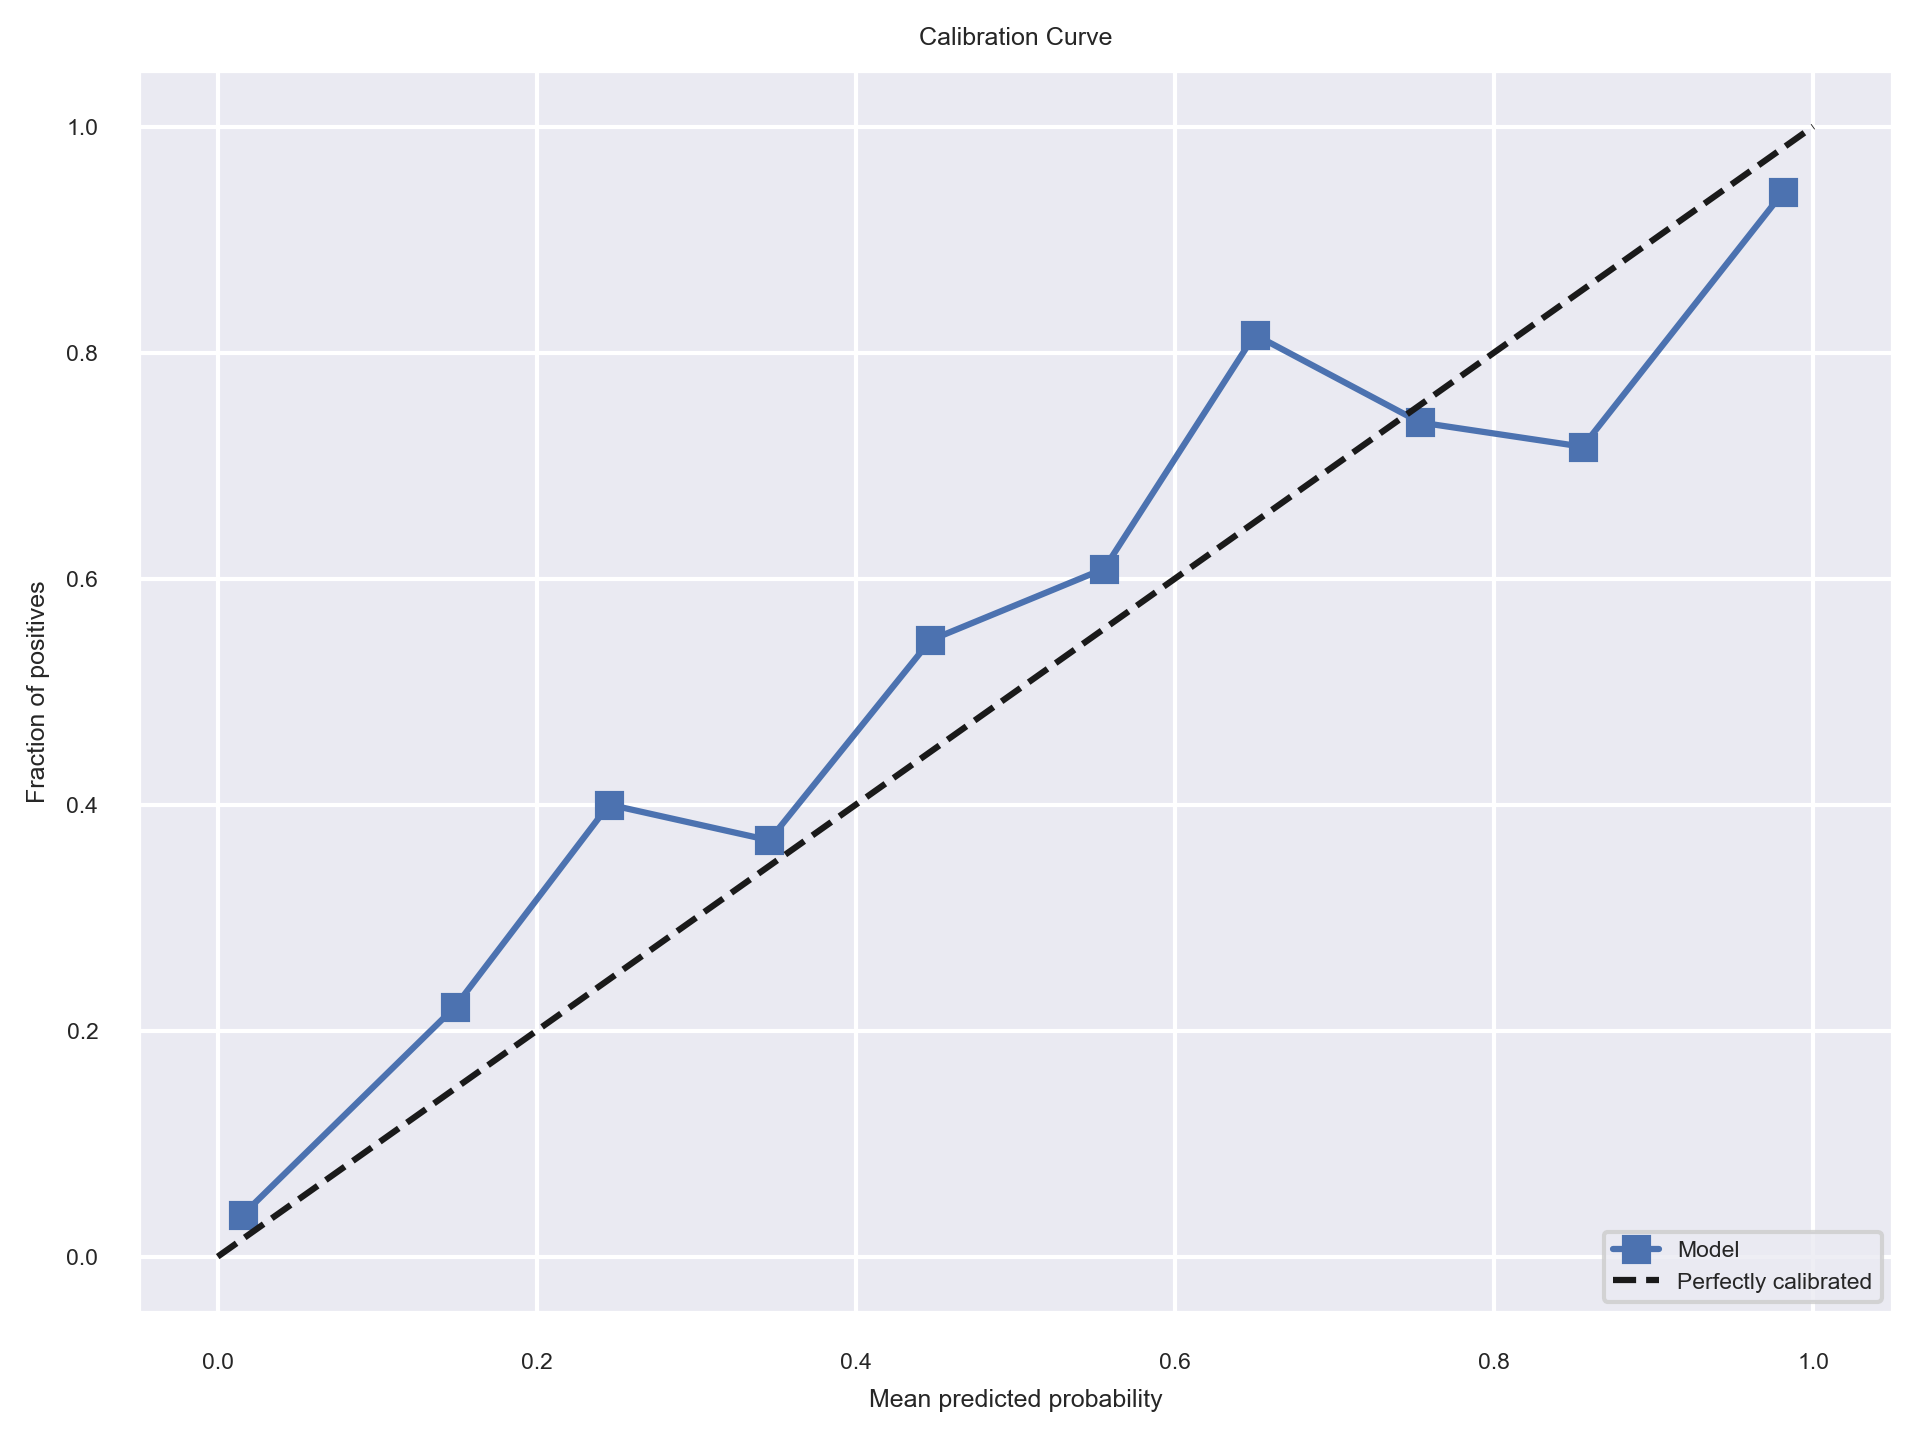 Calibration Curve
1.0
0.8
0.6
0.4
0.2
0.0
Fraction of positives
0.0 0.2 0.4 0.6 0.8 1.0
Mean predicted probability
Model
Perfectly calibrated